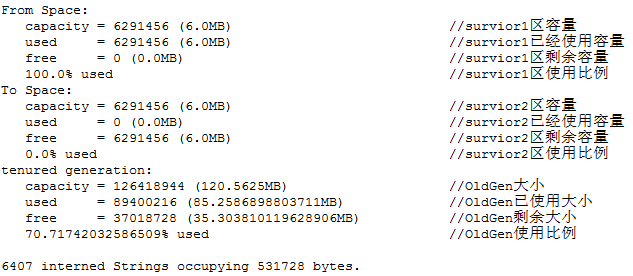 From Space:
capacity = 6291456 (6.0MB) //survior1区容量
used = 6291456 (6.0MB) //survior1已经使用容量
free = 0 (0.0MB) //survior1区剩余容量
100.0% used //survior1区使用比例
To Space:
capacity = 6291456 (6.0MB) //survior2区容量
used = 0 (0.0MB) //survior2已经使用容量
free = 6291456 (6.0MB) //survior2区剩余容量
0.0% used //survior2区使用比例
tenured generation:
capacity = 126418944 (120.5625MB) //OldGen大小
used = 89400216 (85.2586898803711MB) //OldGen已使用大小
free = 37018728 (35.303810119628906MB) //OldGen剩余大小
70.71742032586509% used //OldGen使用比例
6407 interned Strings occupying 531728 bytes.